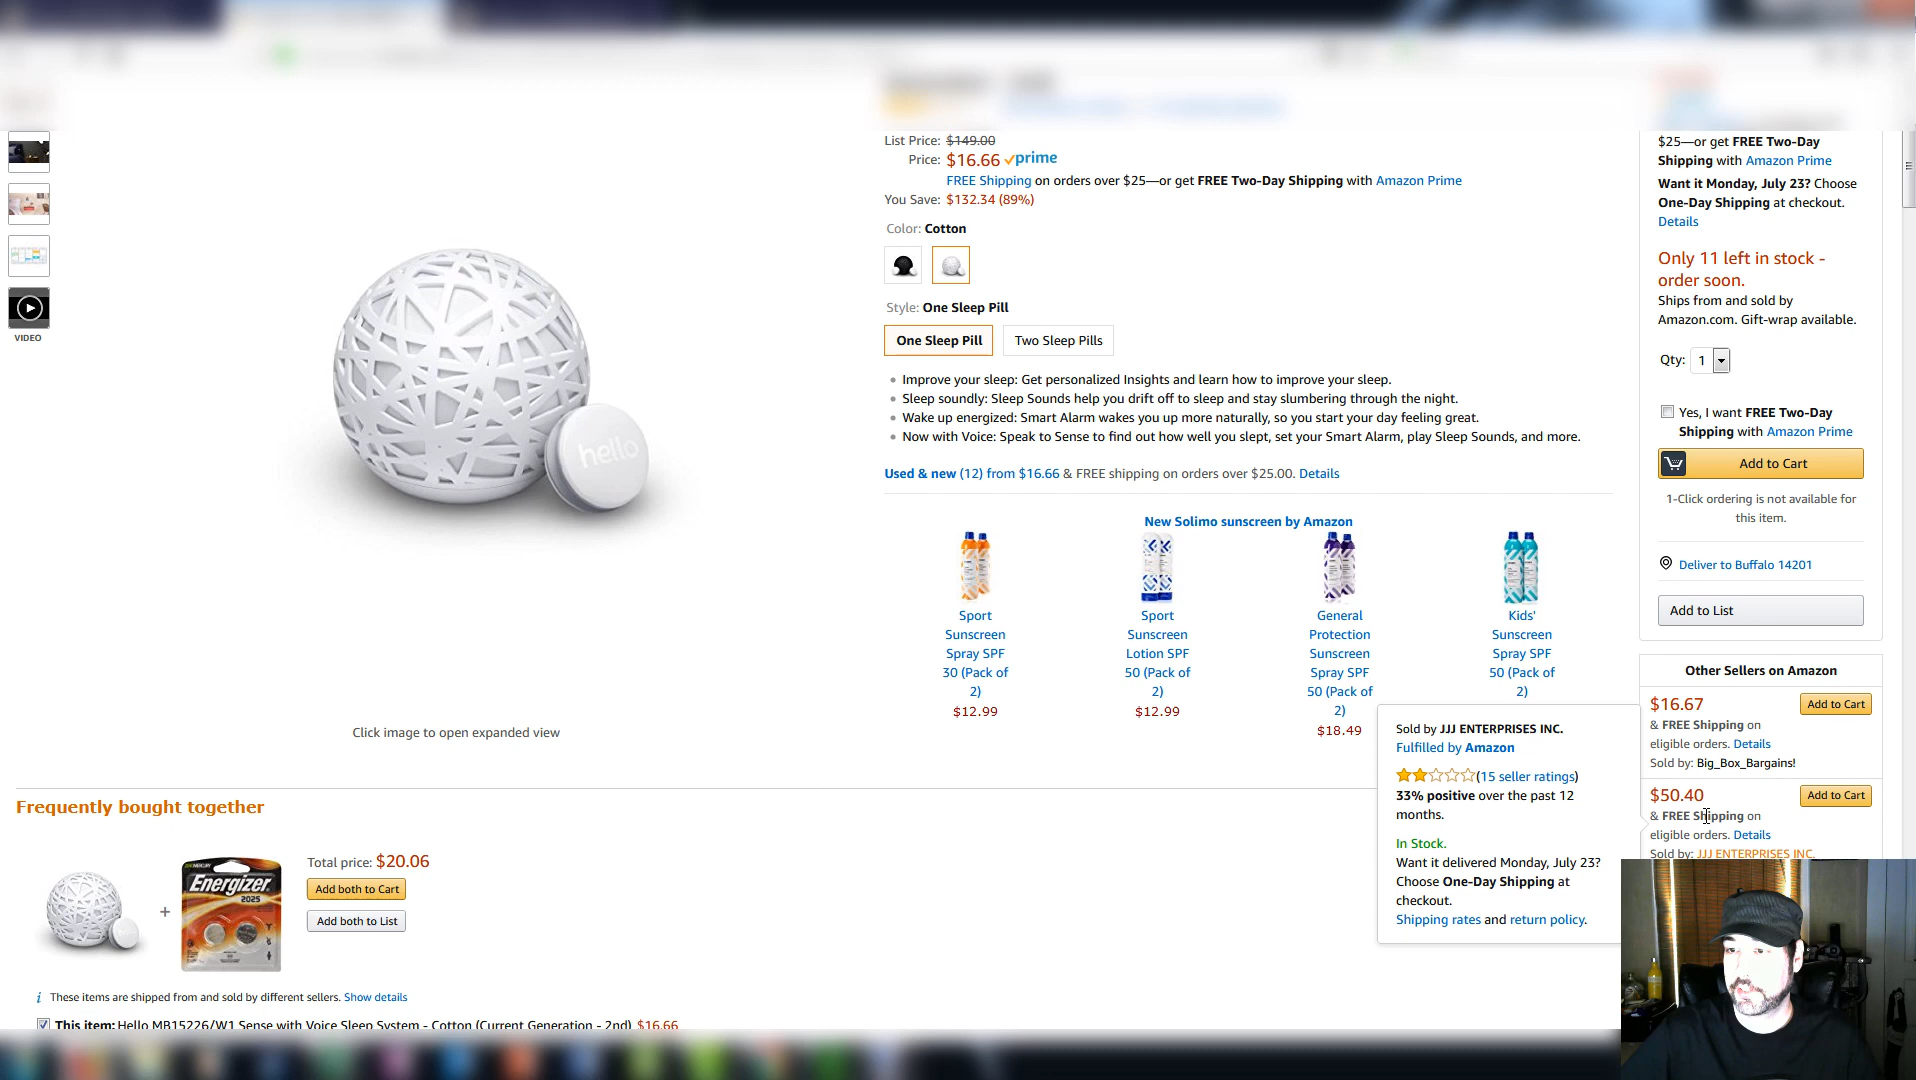 List Price: $149.00
Price: $16.66 prime
FREE Shipping on orders over $25—or get FREE Two-Day Shipping with Amazon Prime
You Save: $132.34 (89%)
Color: Cotton
Style: One Sleep Pill
One Sleep Pill
Two Sleep Pills
Improve your sleep: Get personalized Insights and learn how to improve your sleep.
Sleep soundly: Sleep Sounds help you drift off to sleep and stay slumbering through the night.
Wake up energized: Smart Alarm wakes you up more naturally, so you start your day feeling great.
Now with Voice: Speak to Sense to find out how well you slept, set your Smart Alarm, play Sleep Sounds, and more.
Used & new (12) from $16.66 & FREE shipping on orders over $25.00. Details
VIDEO
hello
Click image to open expanded view
New Solimo sunscreen by Amazon
Sport
Sunscreen
Spray SPF
30 (Pack of
2)
$12.99
Sport
Sunscreen
Lotion SPF
50 (Pack of
2)
$12.99
General
Protection
Sunscreen
Spray SPF
50 (Pack of
2)
$18.49
Kids'
Sunscreen
Spray SPF
50 (Pack of
2)
$25—or get FREE Two-Day
Shipping with Amazon Prime
Want it Monday, July 23? Choose
One-Day Shipping at checkout.
Details
Only 11 left in stock -
order soon.
Ships from and sold by
Amazon.com. Gift-wrap available.
Qty: 1
Yes, I want FREE Two-Day
Shipping with Amazon Prime
Add to Cart
1-Click ordering is not available for
this item.
Deliver to Buffalo 14201
Add to List
Other Sellers on Amazon
$16.67
Add to Cart
& FREE Shipping on
eligible orders. Details
Sold by: Big_Box_Bargains!
$50.40
Add to Cart
& FREE Shipping on
eligible orders. Details
Sold by: JJJ ENTERPRISES INC.
Sold by JJJ ENTERPRISES INC.
Fulfilled by Amazon
(15 seller ratings)
33% positive over the past 12
months.
In Stock.
Want it delivered Monday, July 23?
Choose One-Day Shipping at
checkout.
Shipping rates and return policy.
Frequently bought together
+
Energizer
2025
Total price: $20.06
Add both to Cart
Add both to List
These items are shipped from and sold by different sellers. Show details
This item: Hello MB15226/W1 Sense with Voice Sleep System - Cotton (Current Generation - 2nd) $16.66